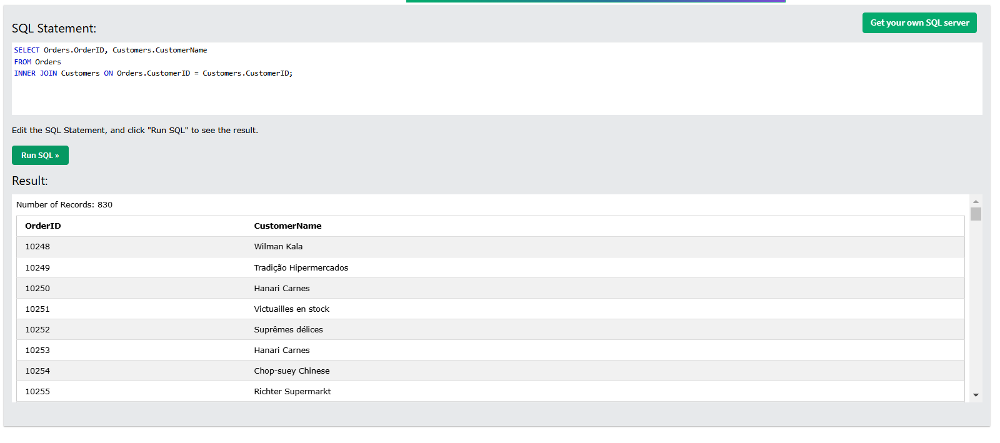 Get your own SQL server
SQL Statement:
SELECT Orders.OrderID, Customers.CustomerName
FROM Orders
INNER JOIN Customers ON Orders.CustomerID = Customers.CustomerID;
Edit the SQL Statement, and click "Run SQL" to see the result.
Run SQL »
Result:
Number of Records: 830
OrderID CustomerName
10248 Wilman Kala
10249 Tradição Hipermercados
10250 Hanari Carnes
10251 Victuailles en stock
10252 Suprêmes délices
10253 Hanari Carnes
10254 Chop-suey Chinese
10255 Richter Supermarkt